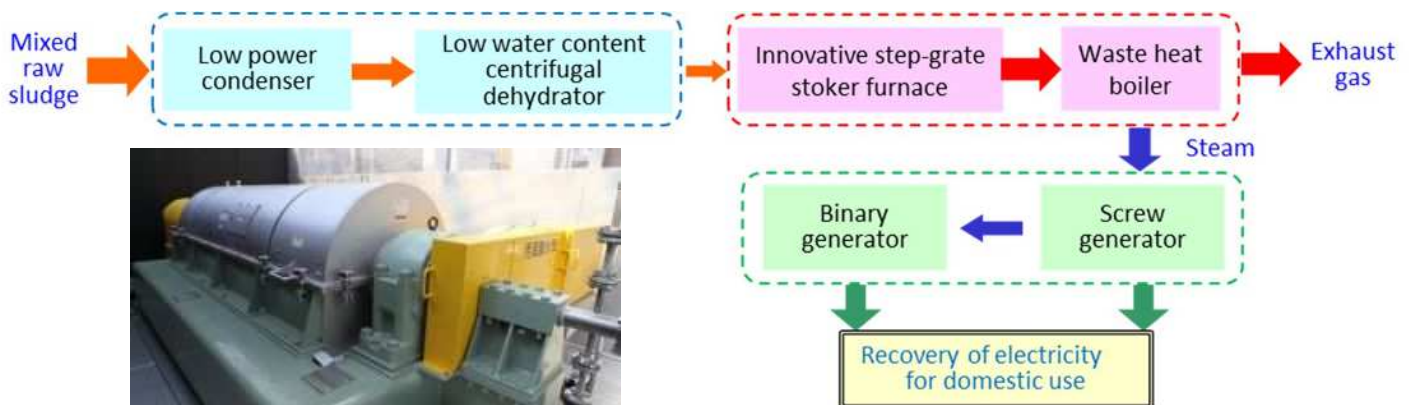 Mixed
raw
sludge
Low power
condenser
Low water content
centrifugal
dehydrator
Innovative step-grate
stoker furnace
Waste heat
boiler
Exhaust
gas
Steam
Binary
generator
Screw
generator
Recovery of electricity
for domestic use